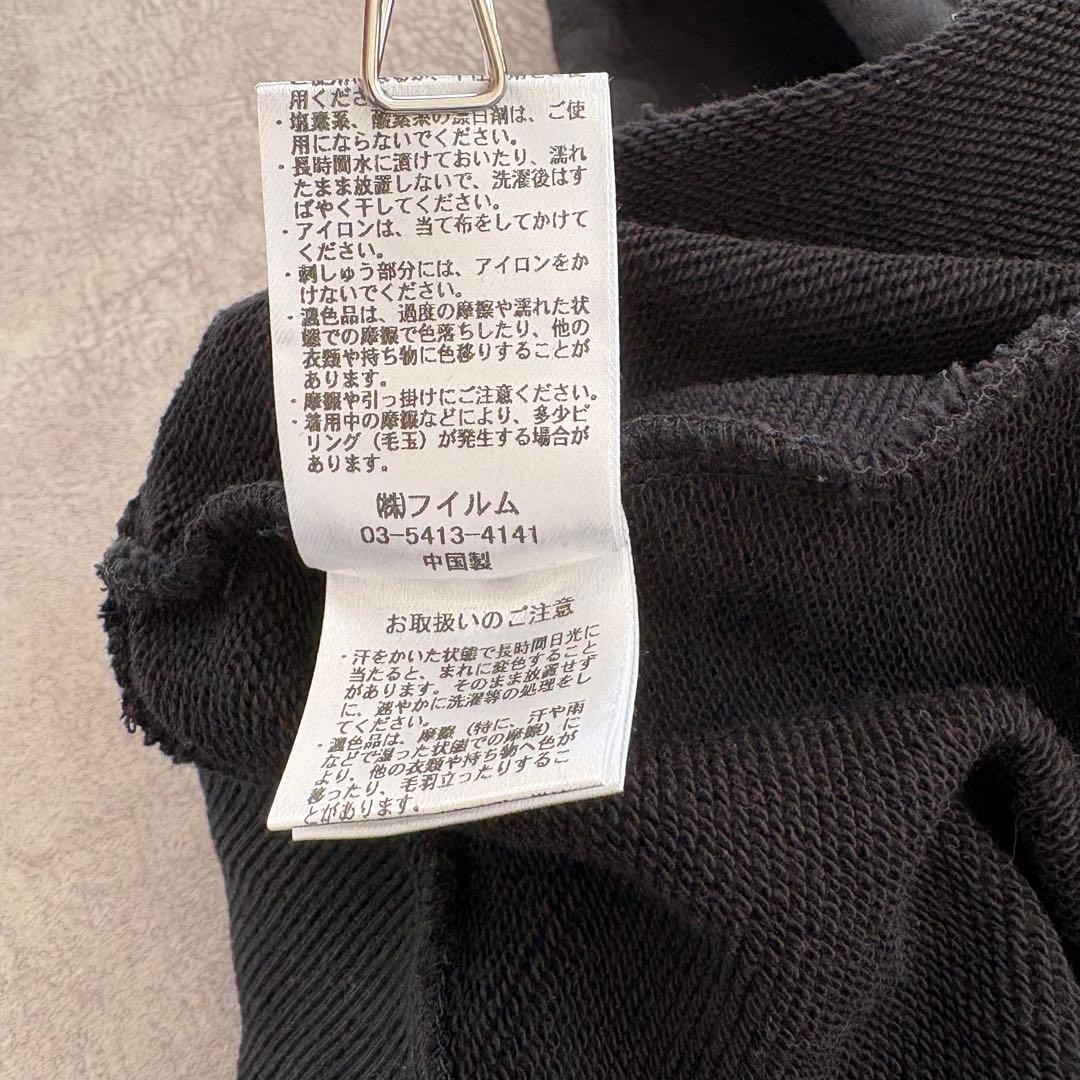 用くださ
・塩素系、酸素系の漂白剤は、ご使
用にならないでください。
・長時間水に漬けておいたり、濡れ
たまま放置しないで、洗濯後はす
ばやく干してください。
・アイロンは、当て布をしてかけて
ください。
・刺しゅう部分には、アイロンをか
けないでください。
・濃色品は、過度の摩擦や濡れた状
態での摩擦で色落ちしたり、他の
衣類や持ち物に色移りすることが
あります。
・摩擦や引っ掛けにご注意ください。
・着用中の摩擦などにより、多少ピ
リング（毛玉）が発生する場合が
あります。
㈱フイルム
03-5413-4141
中国製
お取扱いのご注意
・汗をかいた状態で長時間日光に
当たると、まれに変色すること
があります。そのまま放置せず
に、速やかに洗濯等の処理をし
てください。
・濃色品は、摩擦（特に、汗や雨
などで湿った状態での摩擦）に
より、他の衣類や持ち物へ色が
移ったり、毛羽立ったりするこ
とがあります。